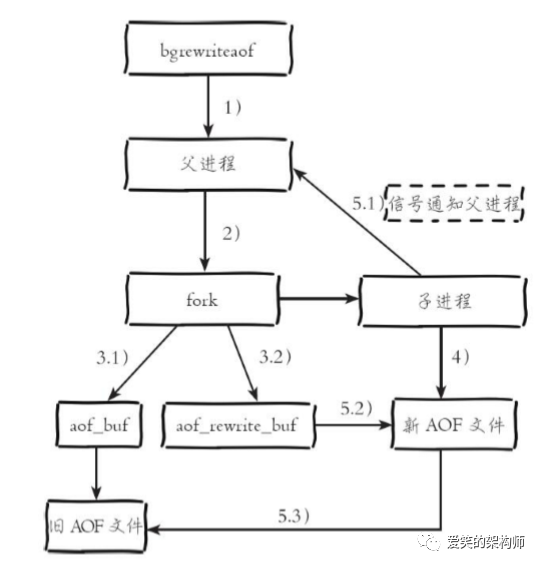 bgrewriteaof
1)
父进程
5.1)信号通知父进程
2)
fork
子进程
3.1)
3.2)
4)
aof_buf
aof_rewrite_buf
5.2)
新 AOF 文件
5.3)
旧 AOF 文件
爱笑的架构师